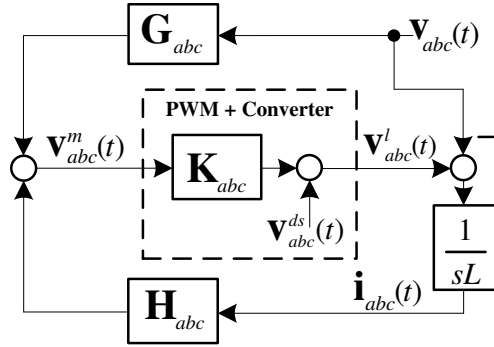 G_abc
v_abc(t)
PWM + Converter
v^m_abc(t)
K_abc
v^l_abc(t)
−
v^ds_abc(t)
1
sL
i_abc(t)
H_abc